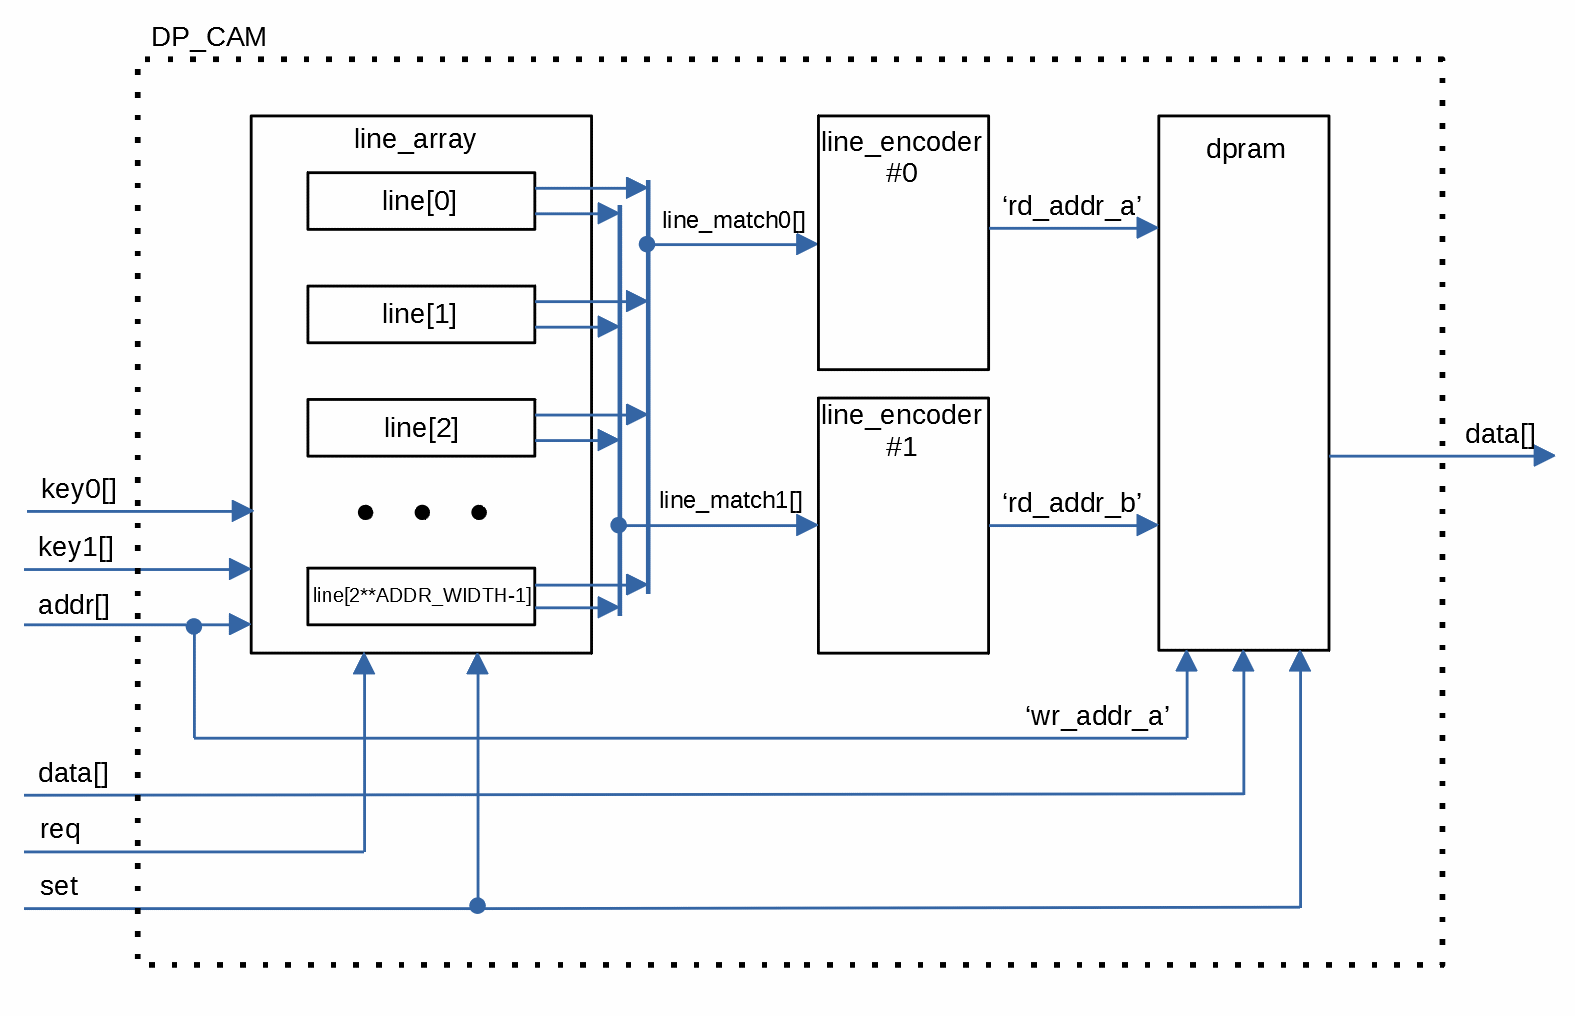 DP_CAM
line_array
line[0]
line[1]
line[2]
line[2**ADDR_WIDTH-1]
line_match0[]
line_match1[]
line_encoder
#0
line_encoder
#1
‘rd_addr_a’
‘rd_addr_b’
dpram
data[]
key0[]
key1[]
addr[]
‘wr_addr_a’
data[]
req
set